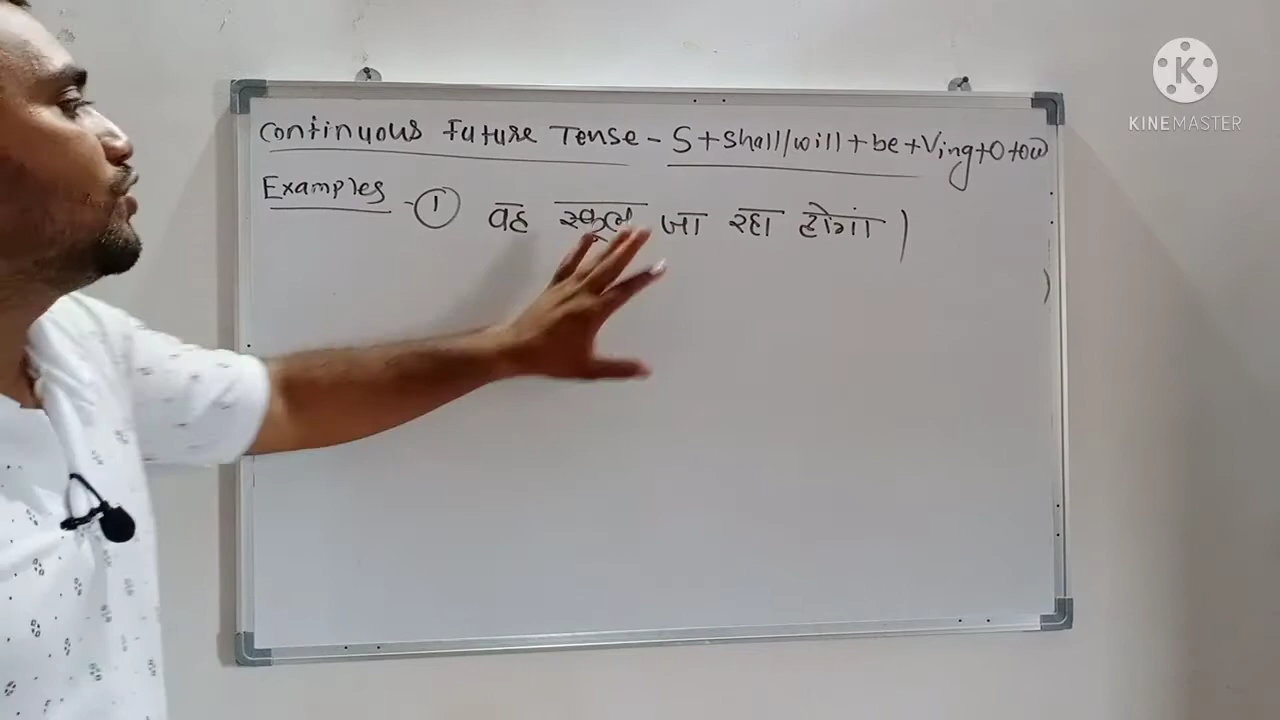 Continuous Future Tense - S+Shall/will+be+Ving+O+ow
Examples - ① वह स्कूल जा रहा होगा।
KINEMASTER